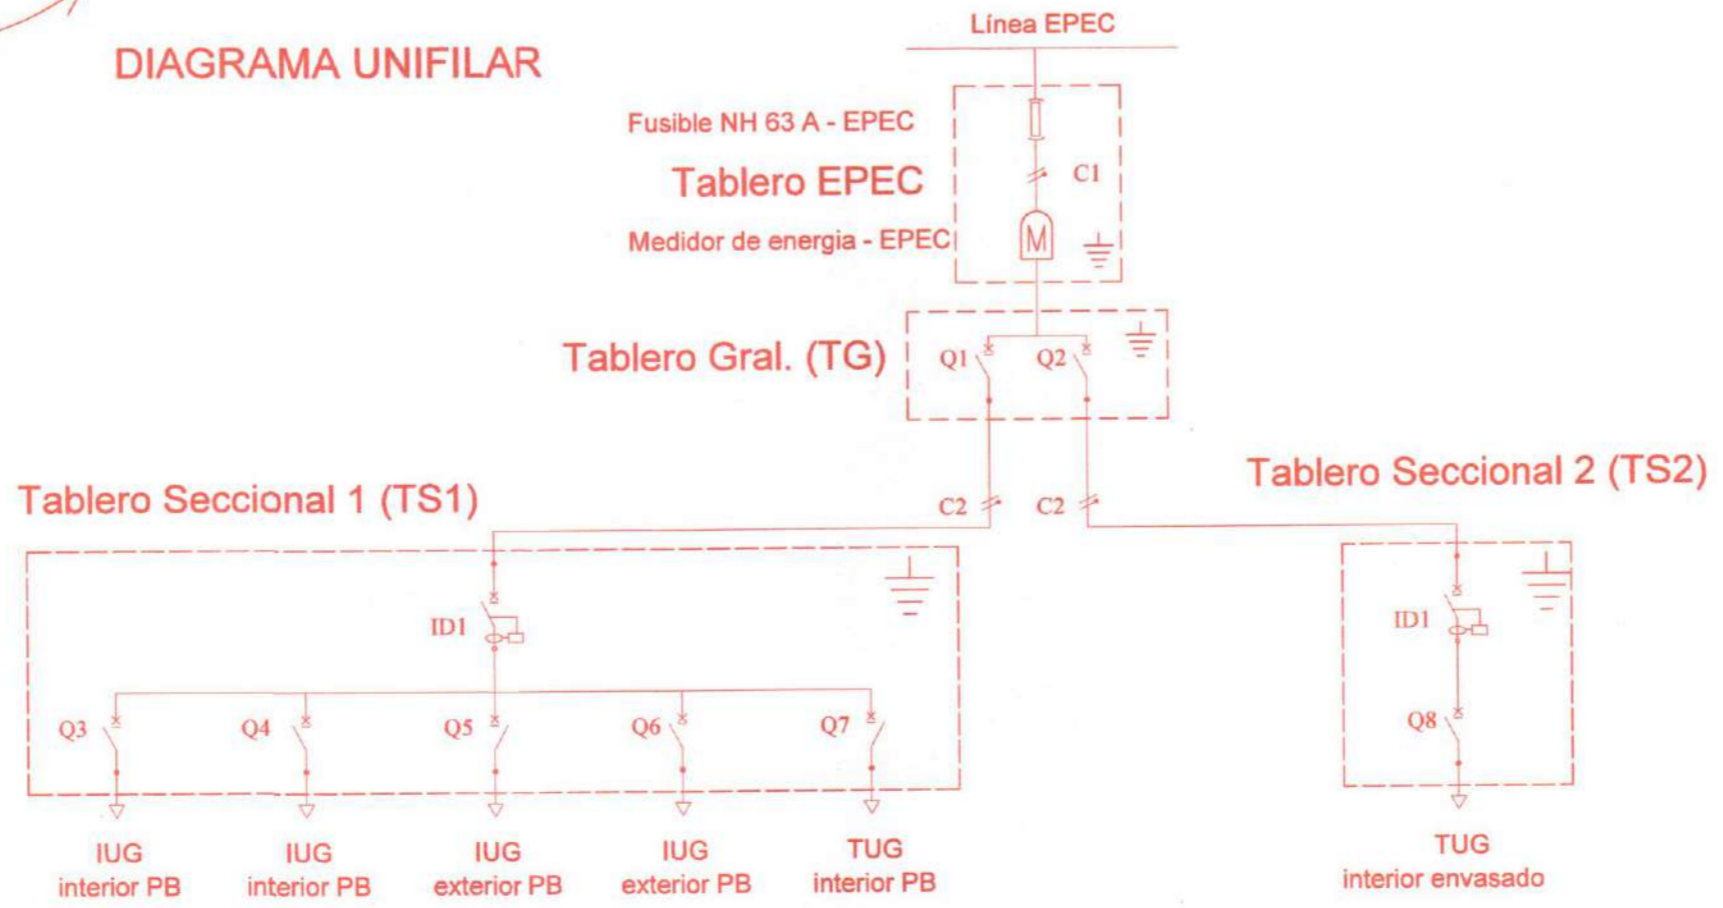 Línea EPEC
DIAGRAMA UNIFILAR
Fusible NH 63 A - EPEC
C1
Tablero EPEC
Medidor de energia - EPEC
M
Tablero Gral. (TG)
Q1
Q2
Tablero Seccional 1 (TS1)
C2
C2
Tablero Seccional 2 (TS2)
ID1
ID1
Q3
Q4
Q5
Q6
Q7
Q8
IUG
interior PB
IUG
interior PB
IUG
exterior PB
IUG
exterior PB
TUG
interior PB
TUG
interior envasado